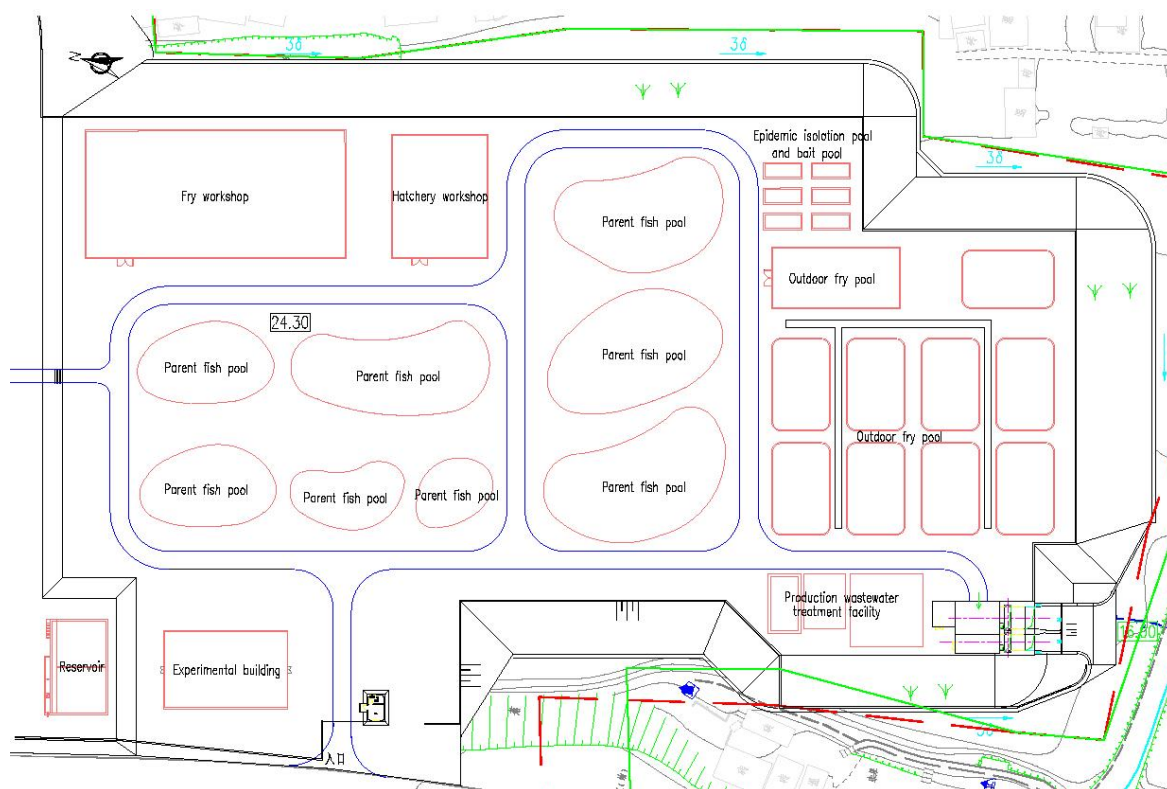 38
38
N
Epidemic isolation pool
and bait pool
38
Fry workshop
Hatchery workshop
Parent fish pool
Outdoor fry pool
24.30
Parent fish pool
Parent fish pool
Parent fish pool
Outdoor fry pool
Parent fish pool
Parent fish pool
Parent fish pool
Parent fish pool
Production wastewater
treatment facility
Reservoir
Experimental building
入口